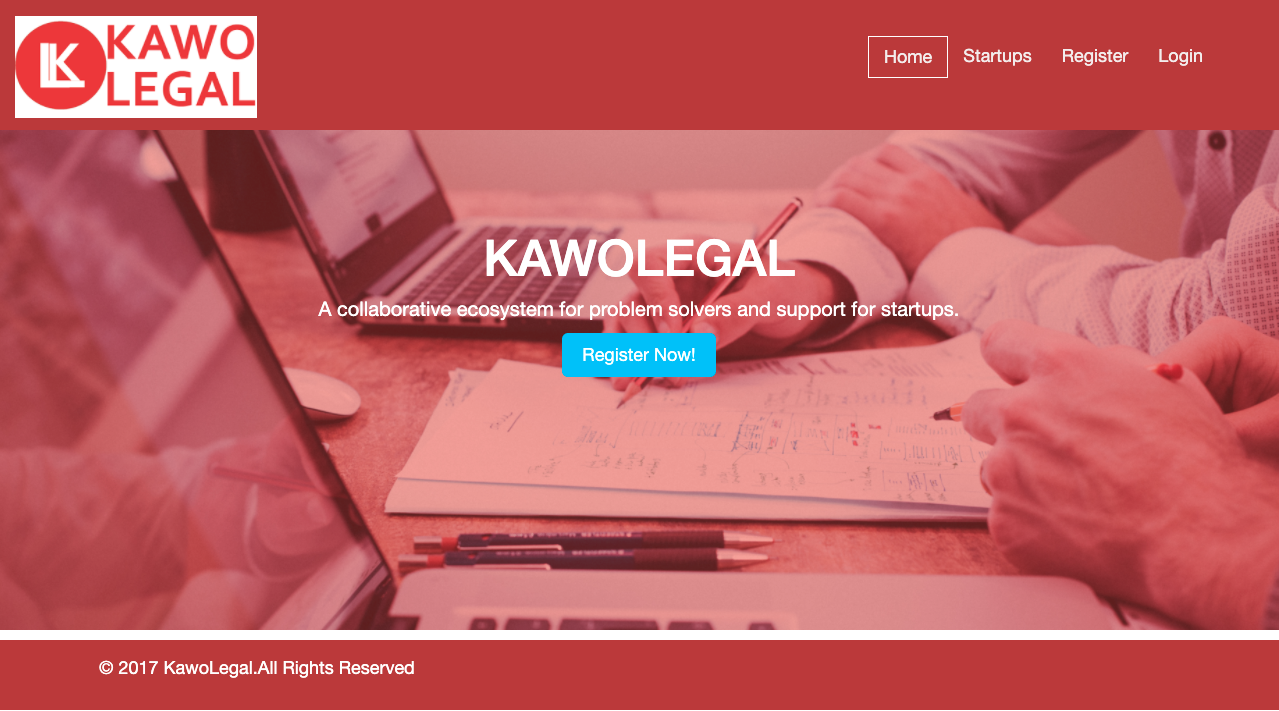 KAWO
LEGAL
Home Startups Register Login
KAWOLEGAL
A collaborative ecosystem for problem solvers and support for startups.
Register Now!
© 2017 KawoLegal.All Rights Reserved